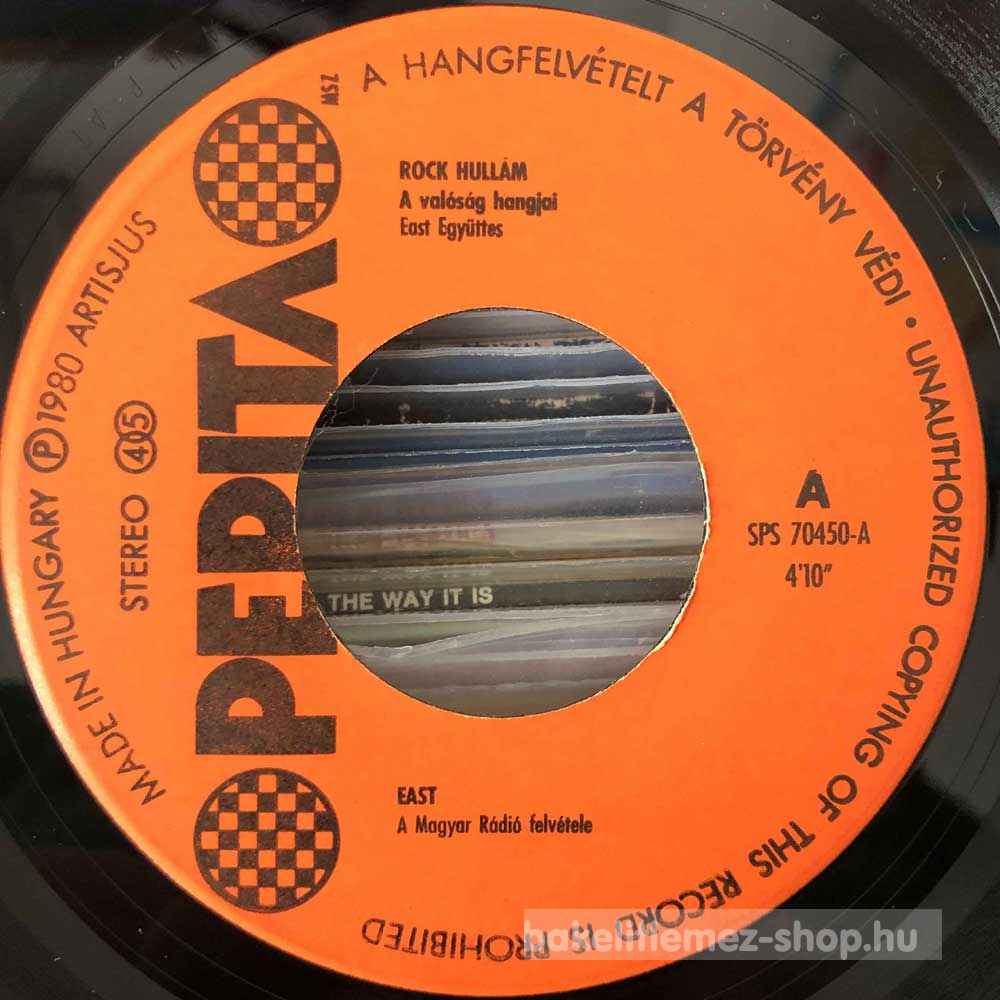 A HANGFELVÉTELT A TÖRVÉNY VÉDI • UNAUTHORIZED COPYING OF THIS RECORD IS PROHIBITED
MADE IN HUNGARY Ⓟ 1980 ARTISJUS
STEREO 45
PEPITA
MSZ
ROCK HULLÁM
A valóság hangjai
East Együttes
A
SPS 70450-A
4'10"
THE WAY IT IS
EAST
A Magyar Rádió felvétele
bakelitlemez-shop.hu